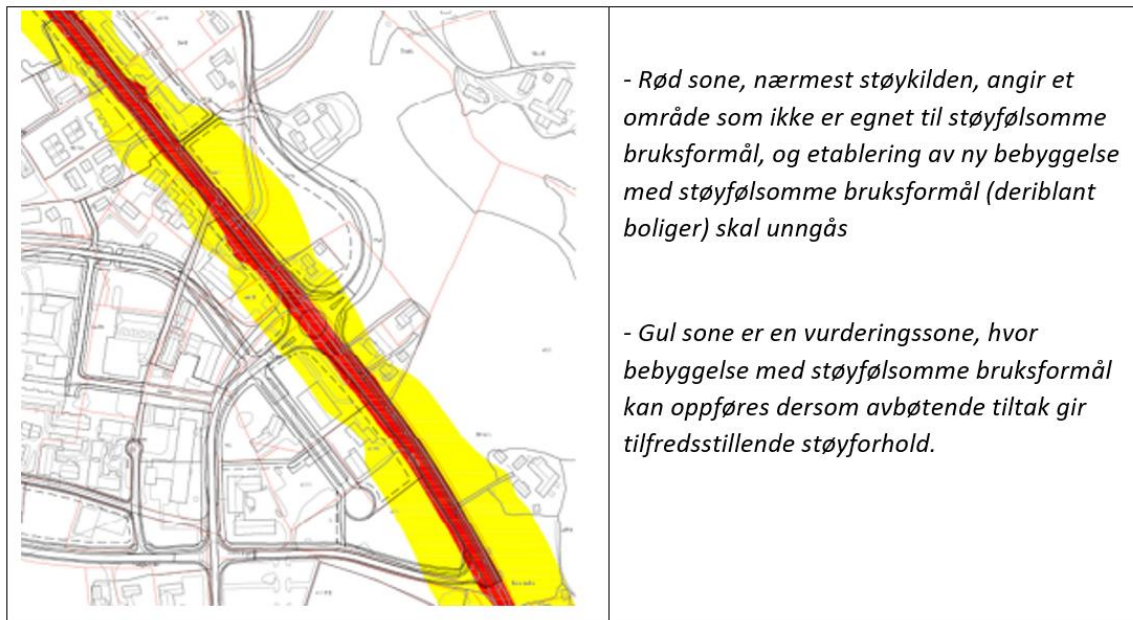 - Rød sone, nærmest støykilden, angir et
område som ikke er egnet til støyfølsomme
bruksformål, og etablering av ny bebyggelse
med støyfølsomme bruksformål (deriblant
boliger) skal unngås
- Gul sone er en vurderingssone, hvor
bebyggelse med støyfølsomme bruksformål
kan oppføres dersom avbøtende tiltak gir
tilfredsstillende støyforhold.